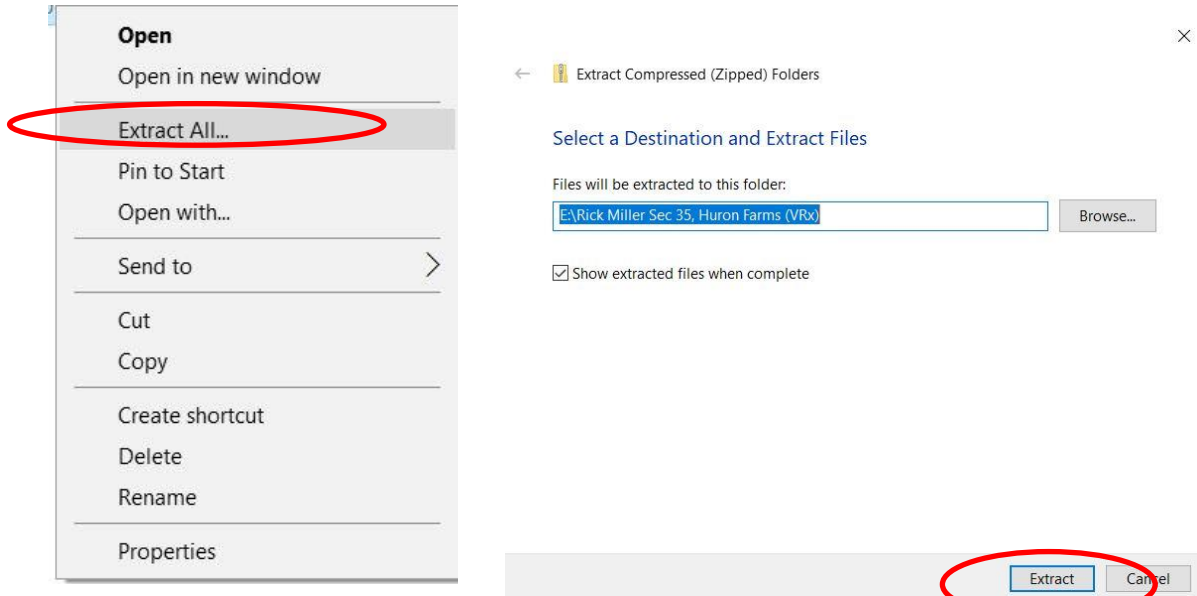 Open
Open in new window
Extract All...
Pin to Start
Open with...
Send to
Cut
Copy
Create shortcut
Delete
Rename
Properties
Extract Compressed (Zipped) Folders
Select a Destination and Extract Files
Files will be extracted to this folder:
E:\Rick Miller Sec 35, Huron Farms (VRx)
Browse...
Show extracted files when complete
Extract
Cancel